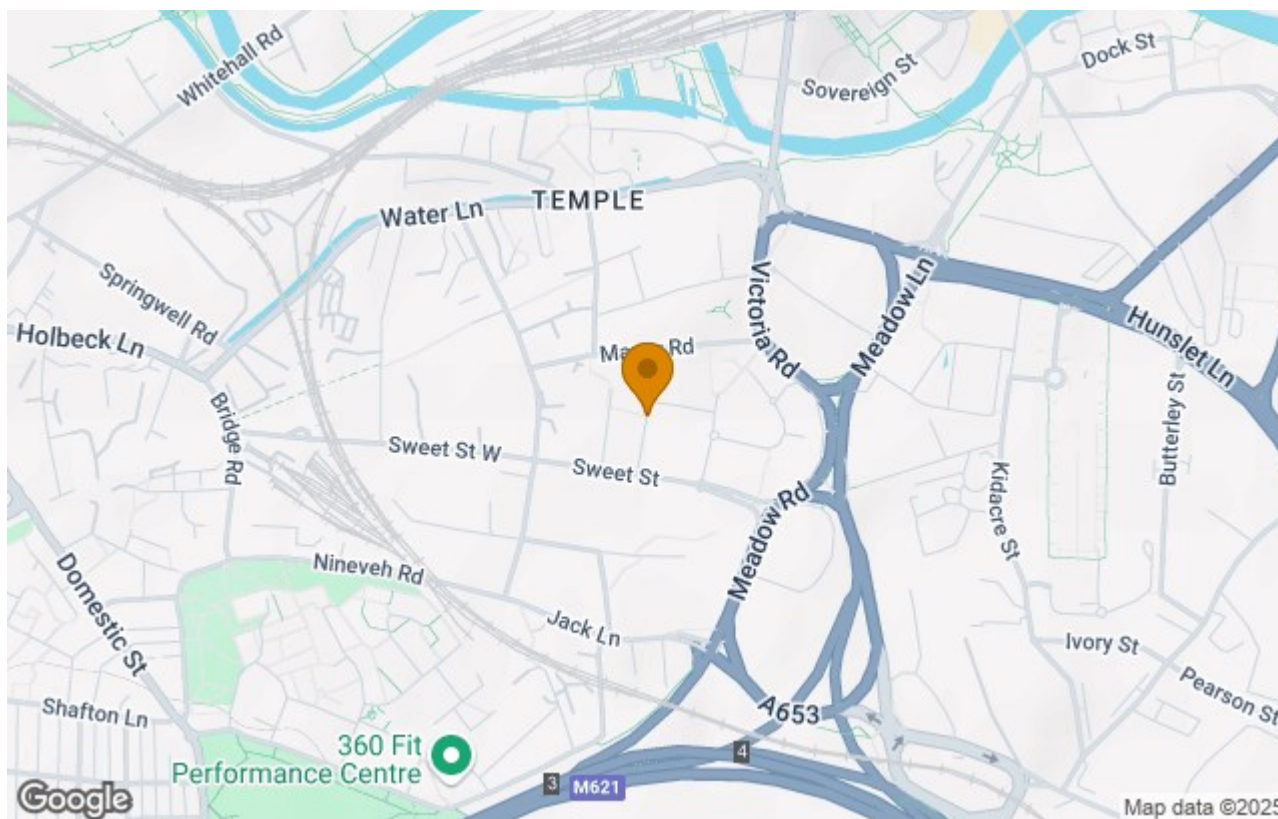 Whitehall Rd
Dock St
Sovereign St
TEMPLE
Water Ln
Springwell Rd
Holbeck Ln
Victoria Rd
Meadow Ln
Hunslet Ln
Rd
Bridge Rd
Sweet St W
Sweet St
Butterley St
Kidacre St
Meadow Rd
Nineveh Rd
Domestic St
Jack Ln
Ivory St
Pearson St
Shafton Ln
A653
360 Fit
Performance Centre
4
3
M621
Google
Map data ©2025